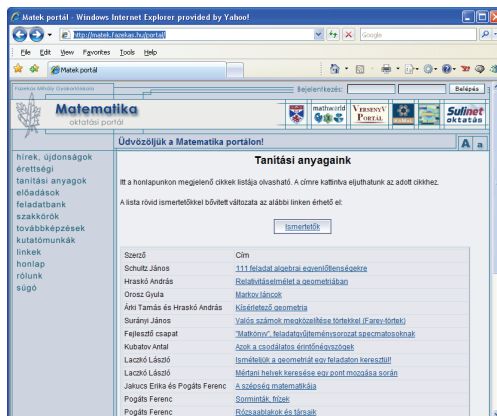 Matek portál - Windows Internet Explorer provided by Yahoo!
http://matek.fazekas.hu/portal/
Google
File Edit View Favorites Tools Help
Matek portál
Fazekas Mihály Gyakorlóiskola
Bejelentkezés:
Belépés
Matematika
oktatási portál
mathworld
VERSENYV PORTÁL
KöMaL
Sulinet
oktatás
Üdvözöljük a Matematika portálon!
A a
hírek, újdonságok
érettségi
tanítási anyagok
előadások
feladatbank
szakkörök
továbbképzések
kutatómunkák
linkek
honlap
rólunk
súgó
Tanítási anyagaink
Itt a honlapunkon megjelenő cikkek listája olvasható. A címre kattintva eljuthatunk az adott cikkhez.
A lista rövid ismertetőkkel bővített változata az alábbi linken érhető el:
Ismertetők
Szerző Cím
Schultz János 111 feladat algebrai egyenlőtlenségekre
Hraskó András Relativitáselmélet a geometriában
Orosz Gyula Markov láncok
Árki Tamás és Hraskó András Kísérletező geometria
Surányi János Valós számok megközelítése törtekkel (Farey-törtek)
Fejlesztő csapat "Matkönyv", feladatgyűjteménysorozat specmatosoknak
Kubatov Antal Azok a csodálatos érintőnégyszögek
Laczkó László Ismételjük a geometriát egy feladaton keresztül!
Laczkó László Mértani helyek keresése egy pont mozgása során
Jakucs Erika és Pogáts Ferenc A szépség matematikája
Pogáts Ferenc Sorminták, frízek
Pogáts Ferenc Rózsaablakok és társaik